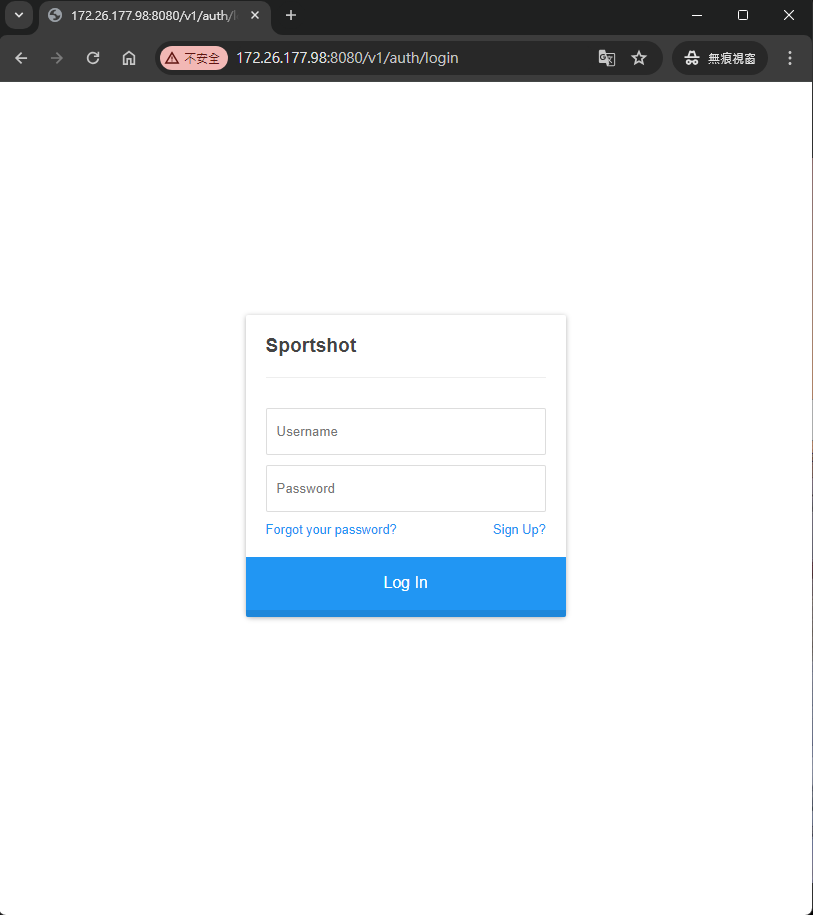 172.26.177.98:8080/v1/auth/l
不安全
172.26.177.98:8080/v1/auth/login
無痕視窗
Sportshot
Username
Password
Forgot your password?
Sign Up?
Log In